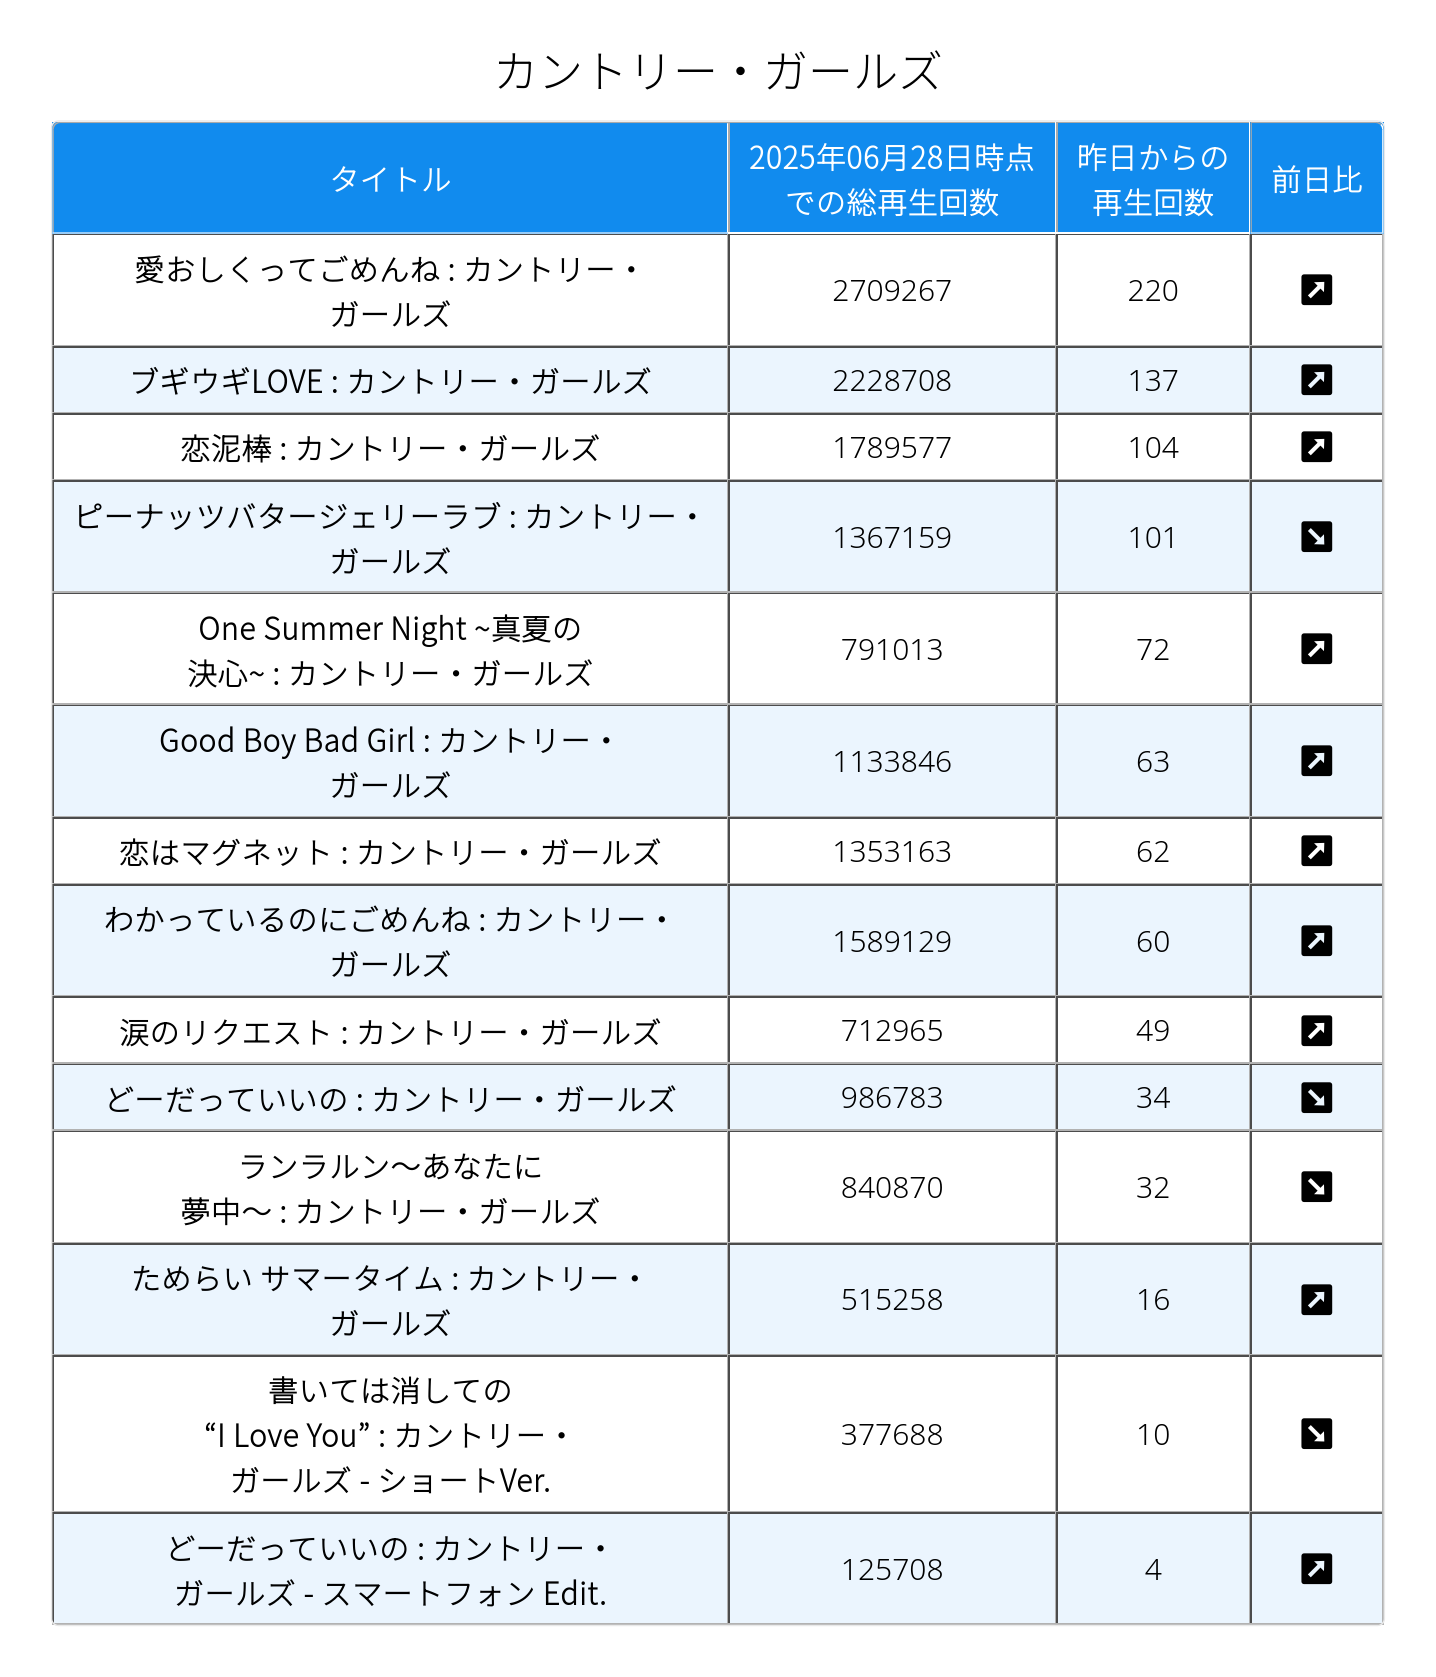 カントリー・ガールズ
タイトル
2025年06月28日時点
での総再生回数
昨日からの
再生回数
前日比
愛おしくってごめんね : カントリー・
ガールズ
2709267
220
↗
ブギウギLOVE : カントリー・ガールズ
2228708
137
↗
恋泥棒 : カントリー・ガールズ
1789577
104
↗
ピーナッツバタージェリーラブ : カントリー・
ガールズ
1367159
101
↘
One Summer Night ~真夏の
決心~ : カントリー・ガールズ
791013
72
↗
Good Boy Bad Girl : カントリー・
ガールズ
1133846
63
↗
恋はマグネット : カントリー・ガールズ
1353163
62
↗
わかっているのにごめんね : カントリー・
ガールズ
1589129
60
↗
涙のリクエスト : カントリー・ガールズ
712965
49
↗
どーだっていいの : カントリー・ガールズ
986783
34
↘
ランラルン〜あなたに
夢中〜 : カントリー・ガールズ
840870
32
↘
ためらい サマータイム : カントリー・
ガールズ
515258
16
↗
書いては消しての
“I Love You” : カントリー・
ガールズ - ショートVer.
377688
10
↘
どーだっていいの : カントリー・
ガールズ - スマートフォン Edit.
125708
4
↗